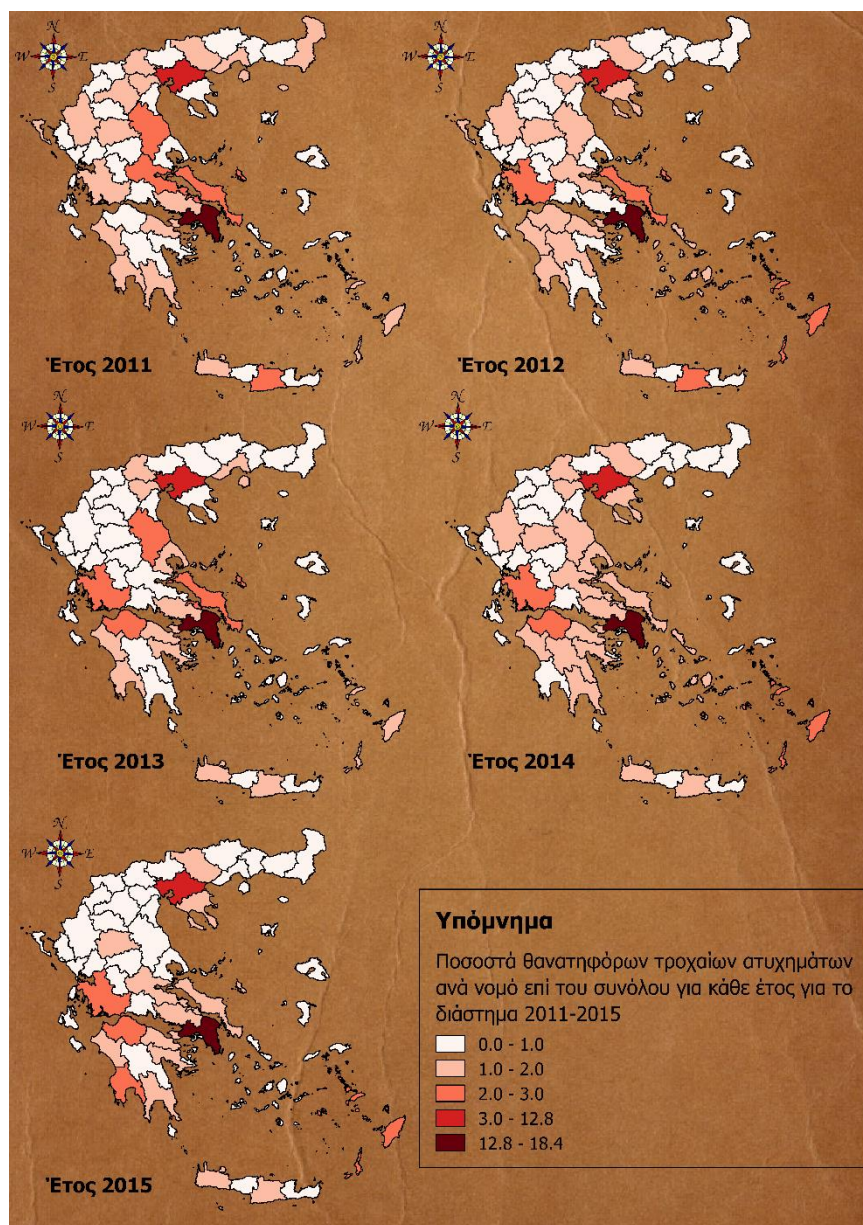 N
W
E
S
N
W
E
S
Έτος 2011
Έτος 2012
N
W
E
S
N
W
E
S
Έτος 2013
Έτος 2014
N
W
E
S
Έτος 2015
Υπόμνημα
Ποσοστά θανατηφόρων τροχαίων ατυχημάτων
ανά νομό επί του συνόλου για κάθε έτος για το
διάστημα 2011-2015
0.0 - 1.0
1.0 - 2.0
2.0 - 3.0
3.0 - 12.8
12.8 - 18.4